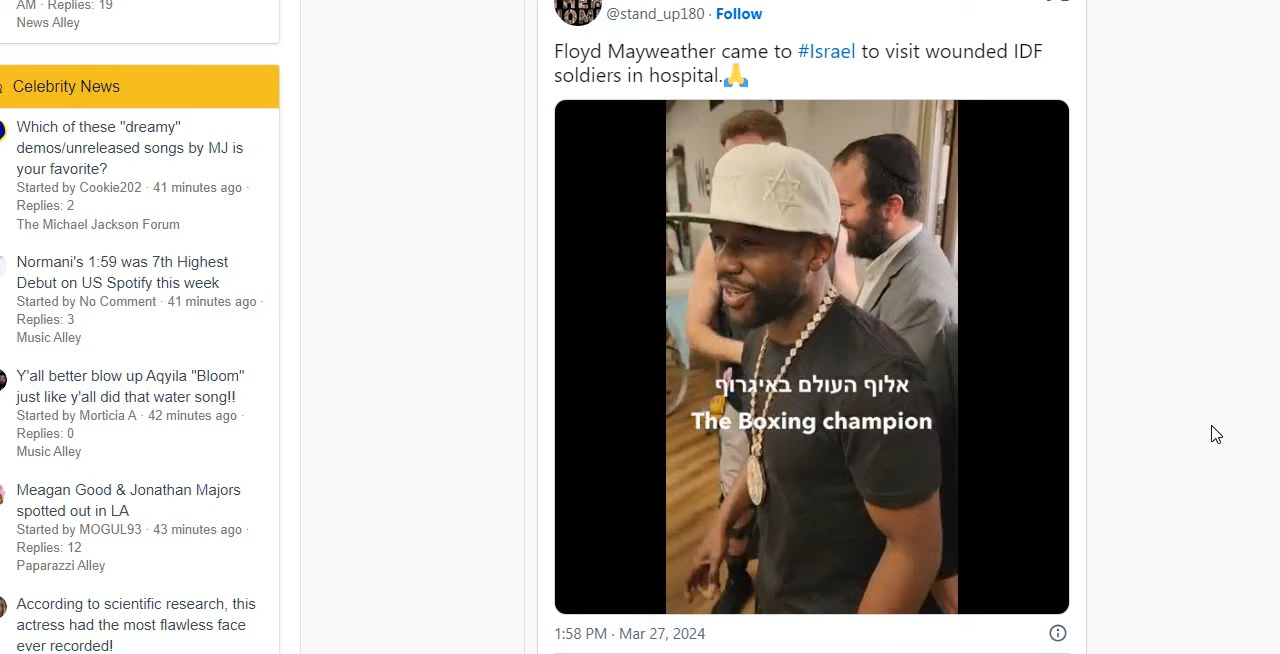 AM · Replies: 19
News Alley
Celebrity News
Which of these "dreamy"
demos/unreleased songs by MJ is
your favorite?
Started by Cookie202 · 41 minutes ago ·
Replies: 2
The Michael Jackson Forum
Normani's 1:59 was 7th Highest
Debut on US Spotify this week
Started by No Comment · 41 minutes ago ·
Replies: 3
Music Alley
Y'all better blow up Aqyila "Bloom"
just like y'all did that water song!!
Started by Morticia A · 42 minutes ago ·
Replies: 0
Music Alley
Meagan Good & Jonathan Majors
spotted out in LA
Started by MOGUL93 · 43 minutes ago ·
Replies: 12
Paparazzi Alley
According to scientific research, this
actress had the most flawless face
ever recorded!
@stand_up180 · Follow
Floyd Mayweather came to #Israel to visit wounded IDF
soldiers in hospital.🙏
אלוף העולם באיגרוף
The Boxing champion
1:58 PM · Mar 27, 2024